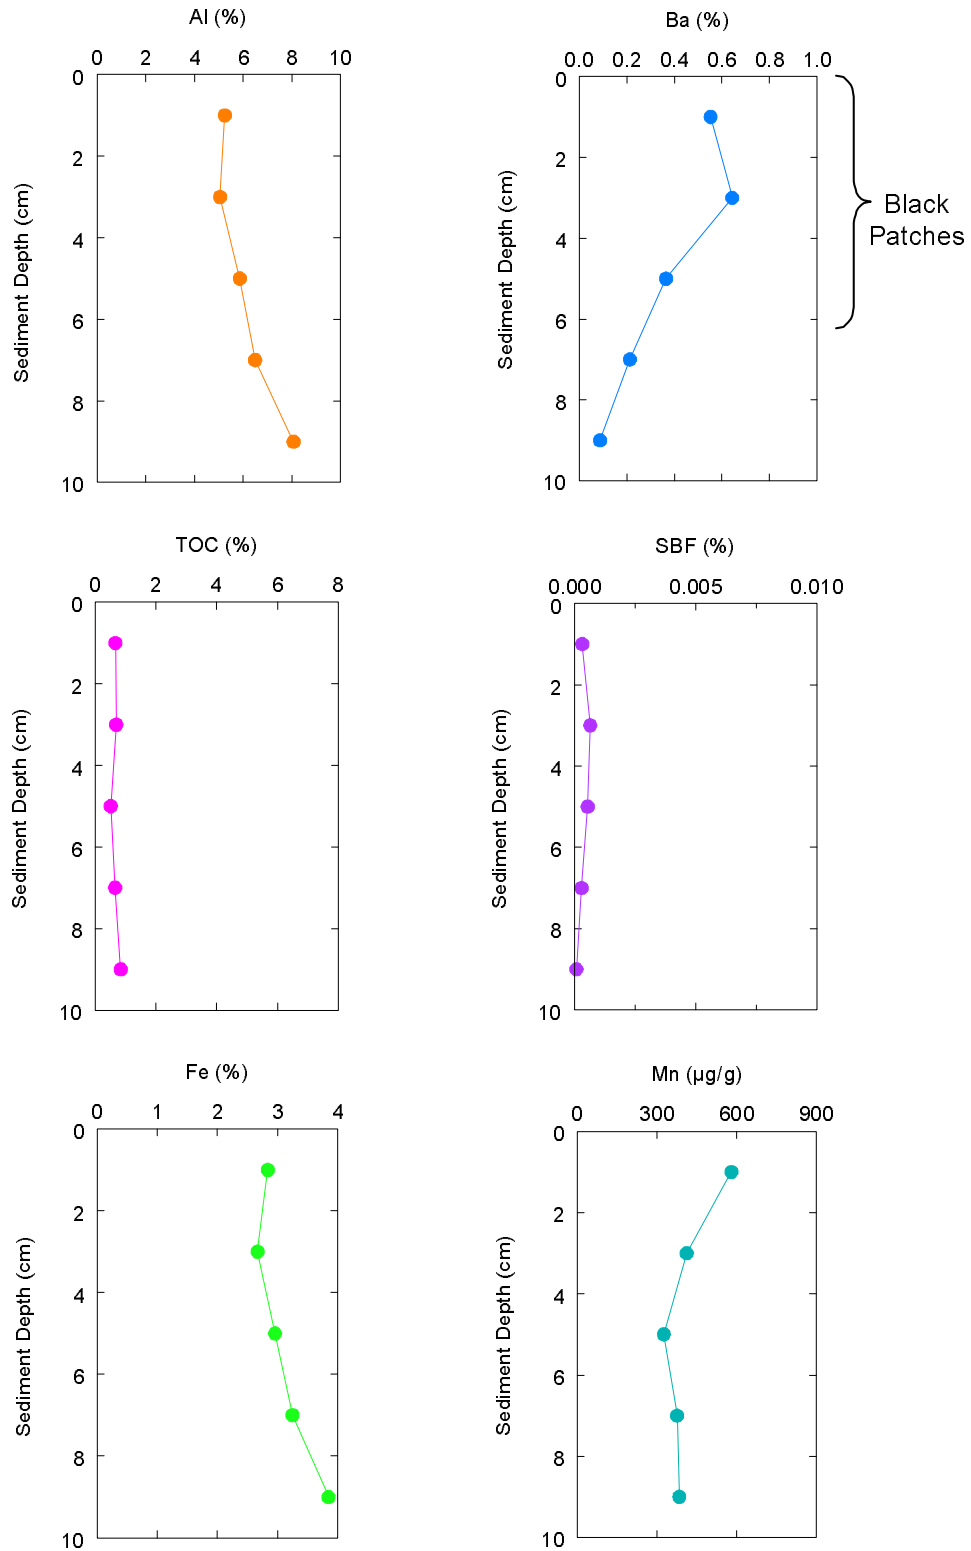 Al (%)
0 2 4 6 8 10
0
2
4
6
8
10
Sediment Depth (cm)
Ba (%)
0.0 0.2 0.4 0.6 0.8 1.0
0
2
4
6
8
10
Sediment Depth (cm)
Black
Patches
TOC (%)
0 2 4 6 8
0
2
4
6
8
10
Sediment Depth (cm)
SBF (%)
0.000 0.005 0.010
0
2
4
6
8
10
Sediment Depth (cm)
Fe (%)
0 1 2 3 4
0
2
4
6
8
10
Sediment Depth (cm)
Mn (µg/g)
0 300 600 900
0
2
4
6
8
10
Sediment Depth (cm)